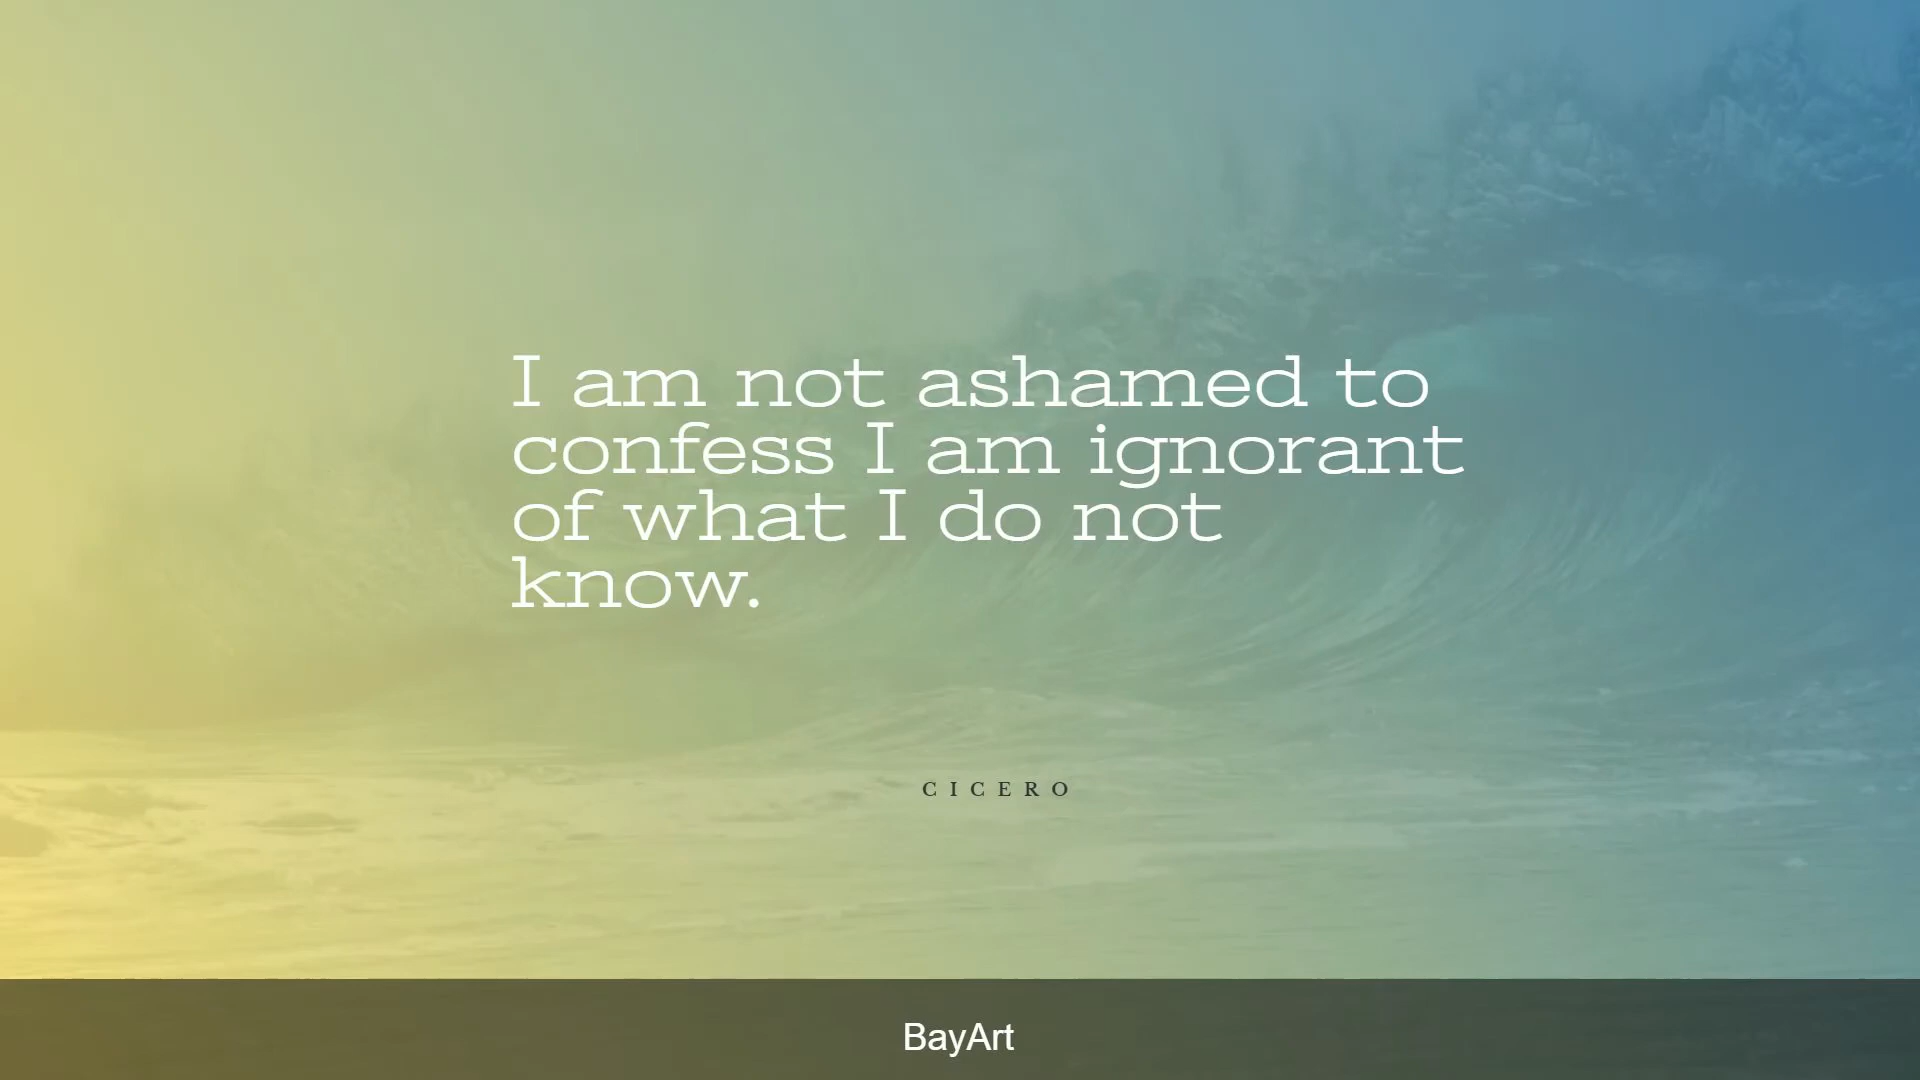 I am not ashamed to
confess I am ignorant
of what I do not
know.
CICERO
BayArt